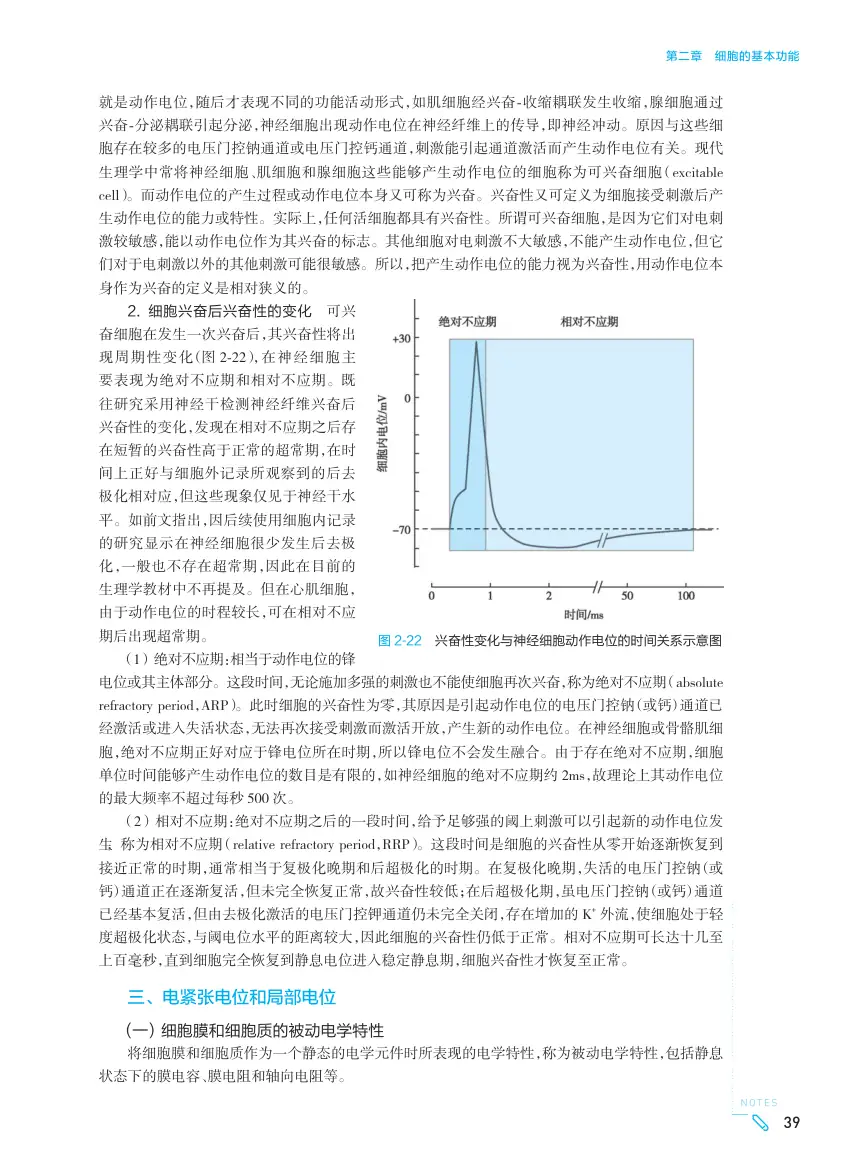 第二章 细胞的基本功能
就是动作电位,随后才表现不同的功能活动形式,如肌细胞经兴奋-收缩耦联发生收缩,腺细胞通过
兴奋-分泌耦联引起分泌,神经细胞出现动作电位在神经纤维上的传导,即神经冲动。原因与这些细
胞存在较多的电压门控钠通道或电压门控钙通道,刺激能引起通道激活而产生动作电位有关。现代
生理学中常将神经细胞、肌细胞和腺细胞这些能够产生动作电位的细胞称为可兴奋细胞(excitable
cell)。而动作电位的产生过程或动作电位本身又可称为兴奋。兴奋性又可定义为细胞接受刺激后产
生动作电位的能力或特性。实际上,任何活细胞都具有兴奋性。所谓可兴奋细胞,是因为它们对电刺
激较敏感,能以动作电位作为其兴奋的标志。其他细胞对电刺激不大敏感,不能产生动作电位,但它
们对于电刺激以外的其他刺激可能很敏感。所以,把产生动作电位的能力视为兴奋性,用动作电位本
身作为兴奋的定义是相对狭义的。
2. 细胞兴奋后兴奋性的变化 可兴
奋细胞在发生一次兴奋后,其兴奋性将出
现周期性变化(图 2-22),在神经细胞主
要表现为绝对不应期和相对不应期。既
往研究采用神经干检测神经纤维兴奋后
兴奋性的变化,发现在相对不应期之后存
在短暂的兴奋性高于正常的超常期,在时
间上正好与细胞外记录所观察到的后去
极化相对应,但这些现象仅见于神经干水
平。如前文指出,因后续使用细胞内记录
的研究显示在神经细胞很少发生后去极
化,一般也不存在超常期,因此在目前的
生理学教材中不再提及。但在心肌细胞,
由于动作电位的时程较长,可在相对不应
期后出现超常期。
绝对不应期 相对不应期
+30
0
-70
细胞内电位/mV
0 1 2 50 100
时间/ms
图 2-22 兴奋性变化与神经细胞动作电位的时间关系示意图
(1)绝对不应期:相当于动作电位的锋
电位或其主体部分。这段时间,无论施加多强的刺激也不能使细胞再次兴奋,称为绝对不应期(absolute
refractory period,ARP)。此时细胞的兴奋性为零,其原因是引起动作电位的电压门控钠(或钙)通道已
经激活或进入失活状态,无法再次接受刺激而激活开放,产生新的动作电位。在神经细胞或骨骼肌细
胞,绝对不应期正好对应于锋电位所在时期,所以锋电位不会发生融合。由于存在绝对不应期,细胞
单位时间能够产生动作电位的数目是有限的,如神经细胞的绝对不应期约 2ms,故理论上其动作电位
的最大频率不超过每秒 500 次。
(2)相对不应期:绝对不应期之后的一段时间,给予足够强的阈上刺激可以引起新的动作电位发
生,称为相对不应期(relative refractory period,RRP)。这段时间是细胞的兴奋性从零开始逐渐恢复到
接近正常的时期,通常相当于复极化晚期和后超极化的时期。在复极化晚期,失活的电压门控钠(或
钙)通道正在逐渐复活,但未完全恢复正常,故兴奋性较低;在后超极化期,虽电压门控钠(或钙)通道
已经基本复活,但由去极化激活的电压门控钾通道仍未完全关闭,存在增加的 K⁺ 外流,使细胞处于轻
度超极化状态,与阈电位水平的距离较大,因此细胞的兴奋性仍低于正常。相对不应期可长达十几至
上百毫秒,直到细胞完全恢复到静息电位进入稳定静息期,细胞兴奋性才恢复至正常。
三、电紧张电位和局部电位
(一)细胞膜和细胞质的被动电学特性
将细胞膜和细胞质作为一个静态的电学元件时所表现的电学特性,称为被动电学特性,包括静息
状态下的膜电容、膜电阻和轴向电阻等。
NOTES
39